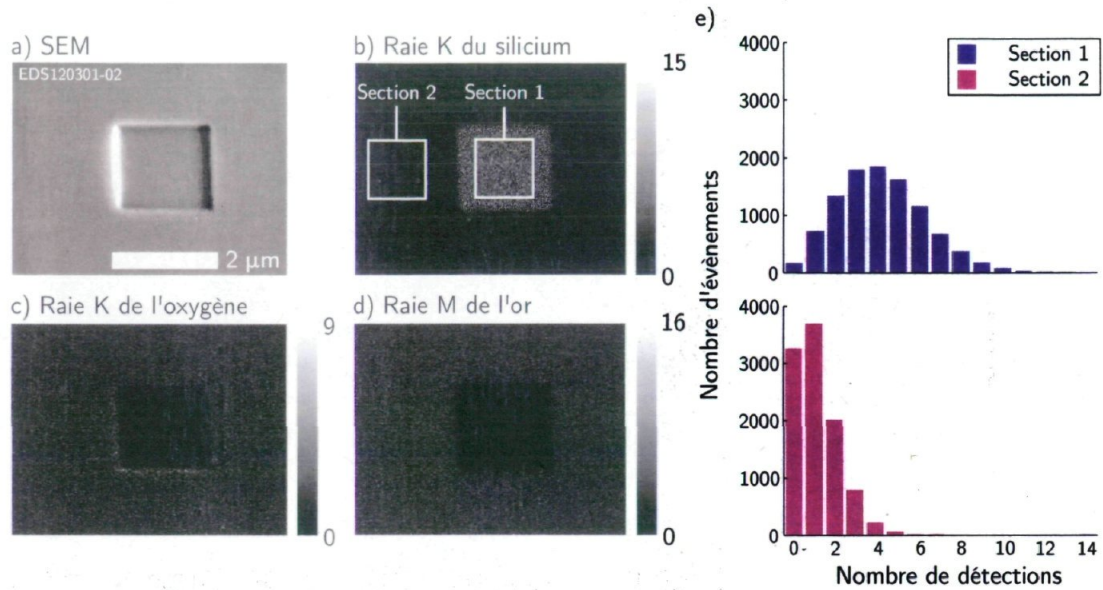 a) SEM
EDS120301-02
2 μm
b) Raie K du silicium
Section 2
Section 1
15
0
c) Raie K de l'oxygène
9
0
d) Raie M de l'or
16
0
e)
Section 1
Section 2
Nombre d'évènements
4000
3000
2000
1000
0
4000
3000
2000
1000
0
0 2 4 6 8 10 12 14
Nombre de détections